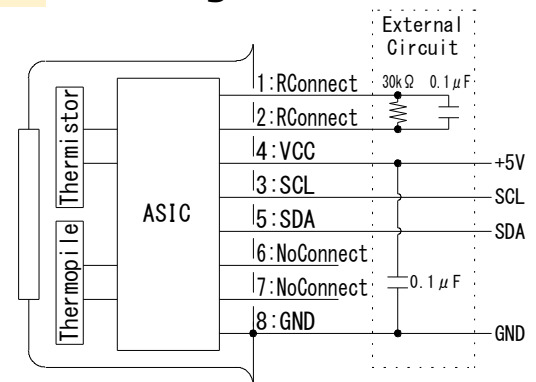 External
Circuit
1:RConnect
30kΩ
0.1μF
2:RConnect
4:VCC
+5V
3:SCL
SCL
5:SDA
SDA
6:NoConnect
7:NoConnect
0.1μF
8:GND
GND
Thermistor
Thermopile
ASIC